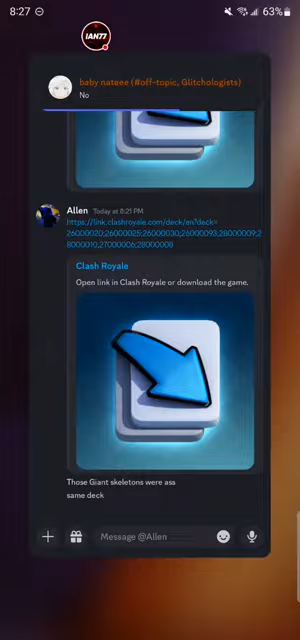 8:27
63%
IAN77
baby nateee (#off-topic, Glitchologists)
No
Allen Today at 8:21 PM
https://link.clashroyale.com/deck/en?deck=
26000020;26000025;26000030;26000093;28000009;2
8000010;27000006;28000008
Clash Royale
Open link in Clash Royale or download the game.
Those Giant skeletons were ass
same deck
Message @Allen